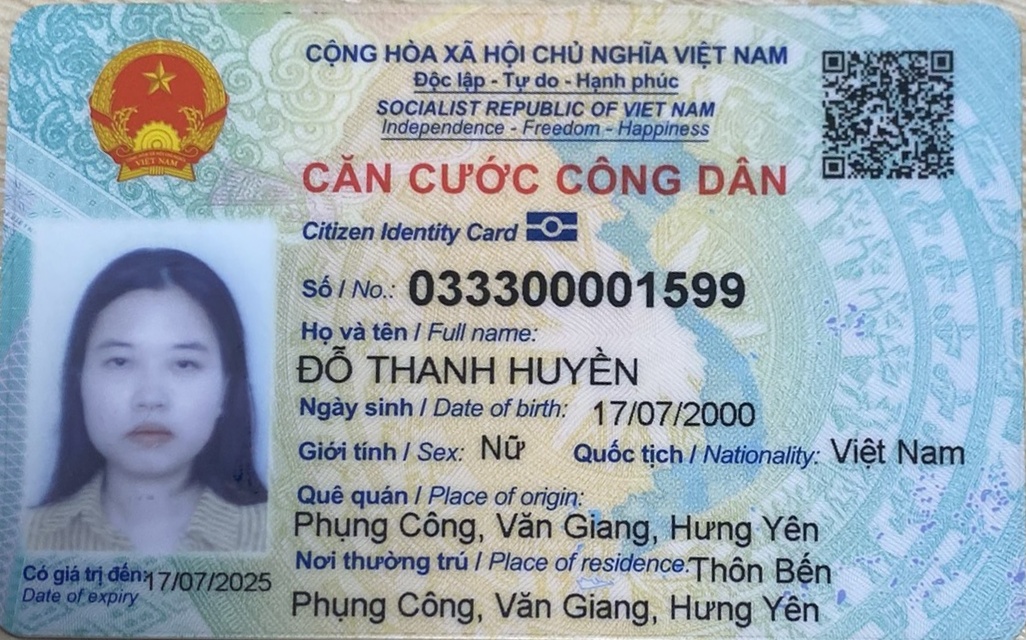 CỘNG HÒA XÃ HỘI CHỦ NGHĨA VIỆT NAM
Độc lập - Tự do - Hạnh phúc
SOCIALIST REPUBLIC OF VIET NAM
Independence - Freedom - Happiness
CĂN CƯỚC CÔNG DÂN
Citizen Identity Card
VIỆT NAM
Số / No.: 033300001599
Họ và tên / Full name:
ĐỖ THANH HUYỀN
Ngày sinh / Date of birth: 17/07/2000
Giới tính / Sex: Nữ Quốc tịch / Nationality: Việt Nam
Quê quán / Place of origin:
Phụng Công, Văn Giang, Hưng Yên
Nơi thường trú / Place of residence: Thôn Bến
Phụng Công, Văn Giang, Hưng Yên
Có giá trị đến: 17/07/2025
Date of expiry